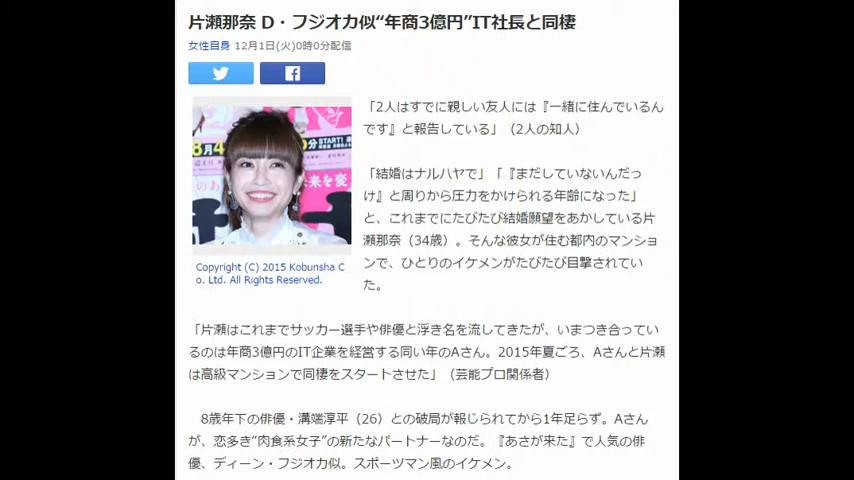 片瀬那奈 D・フジオカ似“年商3億円”IT社長と同棲
女性自身 12月1日(火)0時0分配信
「2人はすでに親しい友人には『一緒に住んでいるん
です』と報告している」（2人の知人）
「結婚はナルハヤで」「『まだしていないんだっ
け』と周りから圧力をかけられる年齢になった」
と、これまでにたびたび結婚願望をあかしている片
瀬那奈（34歳）。そんな彼女が住む都内のマンショ
ンで、ひとりのイケメンがたびたび目撃されてい
た。
8月4
START!
未来を変
Copyright (C) 2015 Kobunsha C
o. Ltd. All Rights Reserved.
「片瀬はこれまでサッカー選手や俳優と浮き名を流してきたが、いまつき合ってい
るのは年商3億円のIT企業を経営する同い年のAさん。2015年夏ごろ、Aさんと片瀬
は高級マンションで同棲をスタートさせた」（芸能プロ関係者）
8歳年下の俳優・溝端淳平（26）との破局が報じられてから1年足らず。Aさん
が、恋多き“肉食系女子”の新たなパートナーなのだ。『あさが来た』で人気の俳
優、ディーン・フジオカ似。スポーツマン風のイケメン。